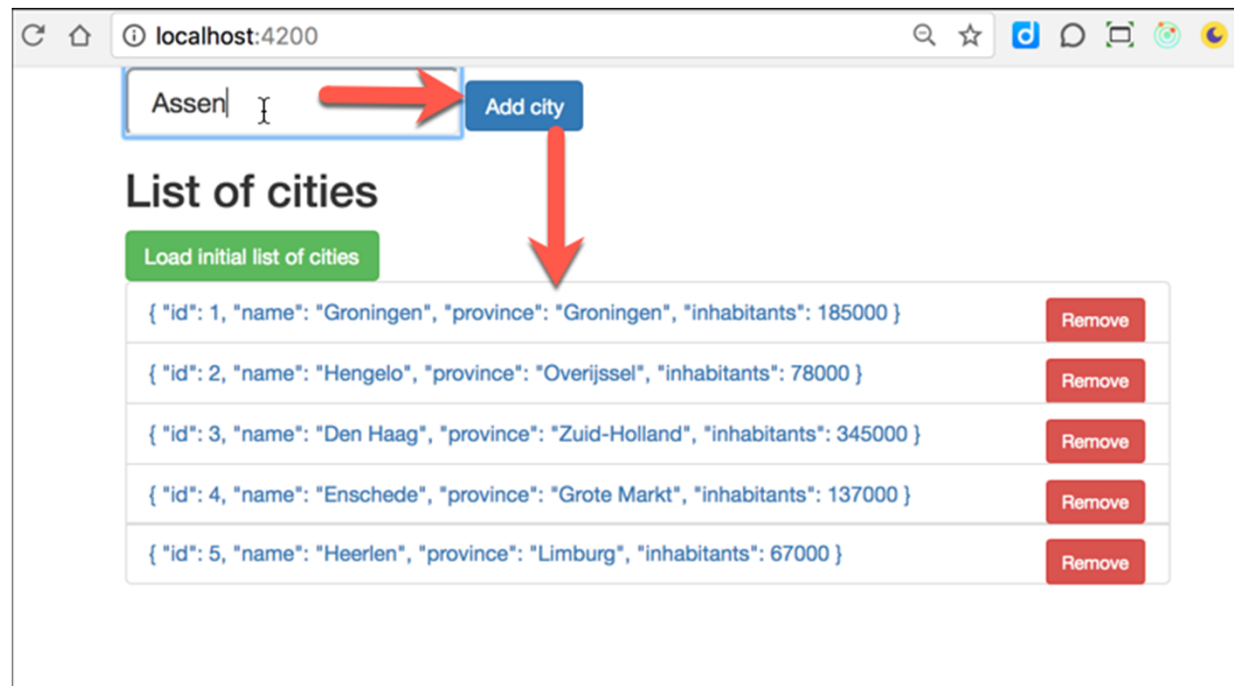 localhost:4200
Assen
Add city
List of cities
Load initial list of cities
{ "id": 1, "name": "Groningen", "province": "Groningen", "inhabitants": 185000 }
Remove
{ "id": 2, "name": "Hengelo", "province": "Overijssel", "inhabitants": 78000 }
Remove
{ "id": 3, "name": "Den Haag", "province": "Zuid-Holland", "inhabitants": 345000 }
Remove
{ "id": 4, "name": "Enschede", "province": "Grote Markt", "inhabitants": 137000 }
Remove
{ "id": 5, "name": "Heerlen", "province": "Limburg", "inhabitants": 67000 }
Remove